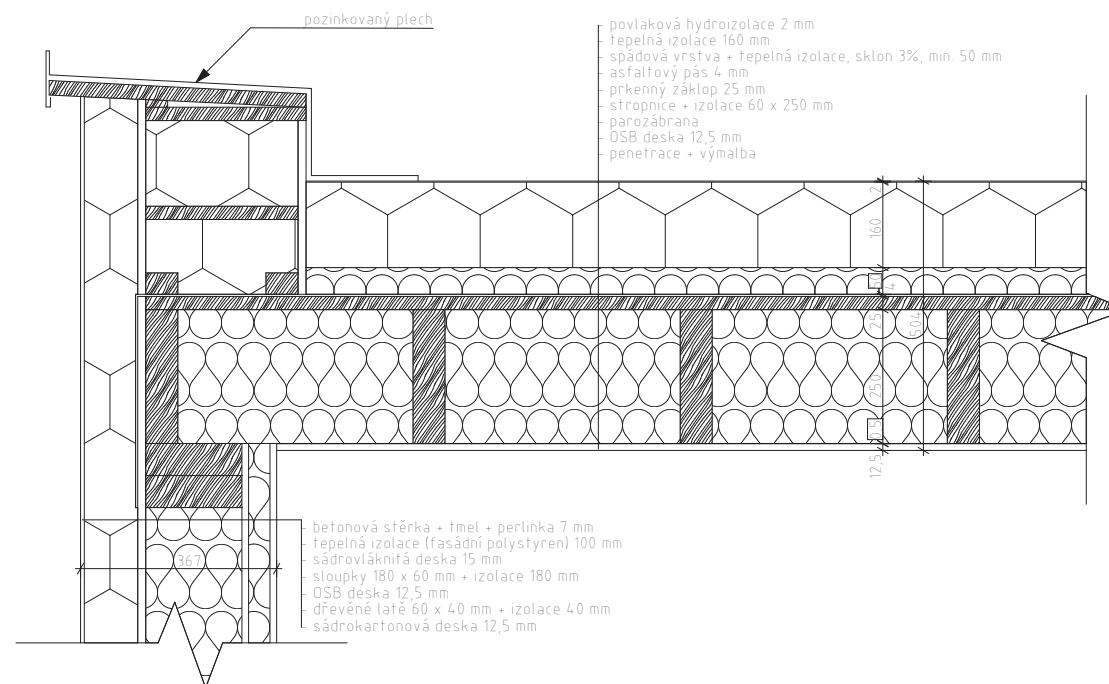 pozinkovaný plech
povlaková hydroizolace 2 mm
tepelná izolace 160 mm
spádová vrstva + tepelná izolace, sklon 3%, min. 50 mm
asfaltový pás 4 mm
prkenný záklop 25 mm
stropnice + izolace 60 x 250 mm
parozábrana
OSB deska 12,5 mm
penetrace + výmalba
2
160
50
4
25
504
250
0.5
12,5
betonová stěrka + tmel + perlinka 7 mm
tepelná izolace (fasádní polystyren) 100 mm
sádrovláknitá deska 15 mm
sloupky 180 x 60 mm + izolace 180 mm
OSB deska 12,5 mm
dřevěné latě 60 x 40 mm + izolace 40 mm
sádrokartonová deska 12,5 mm
367